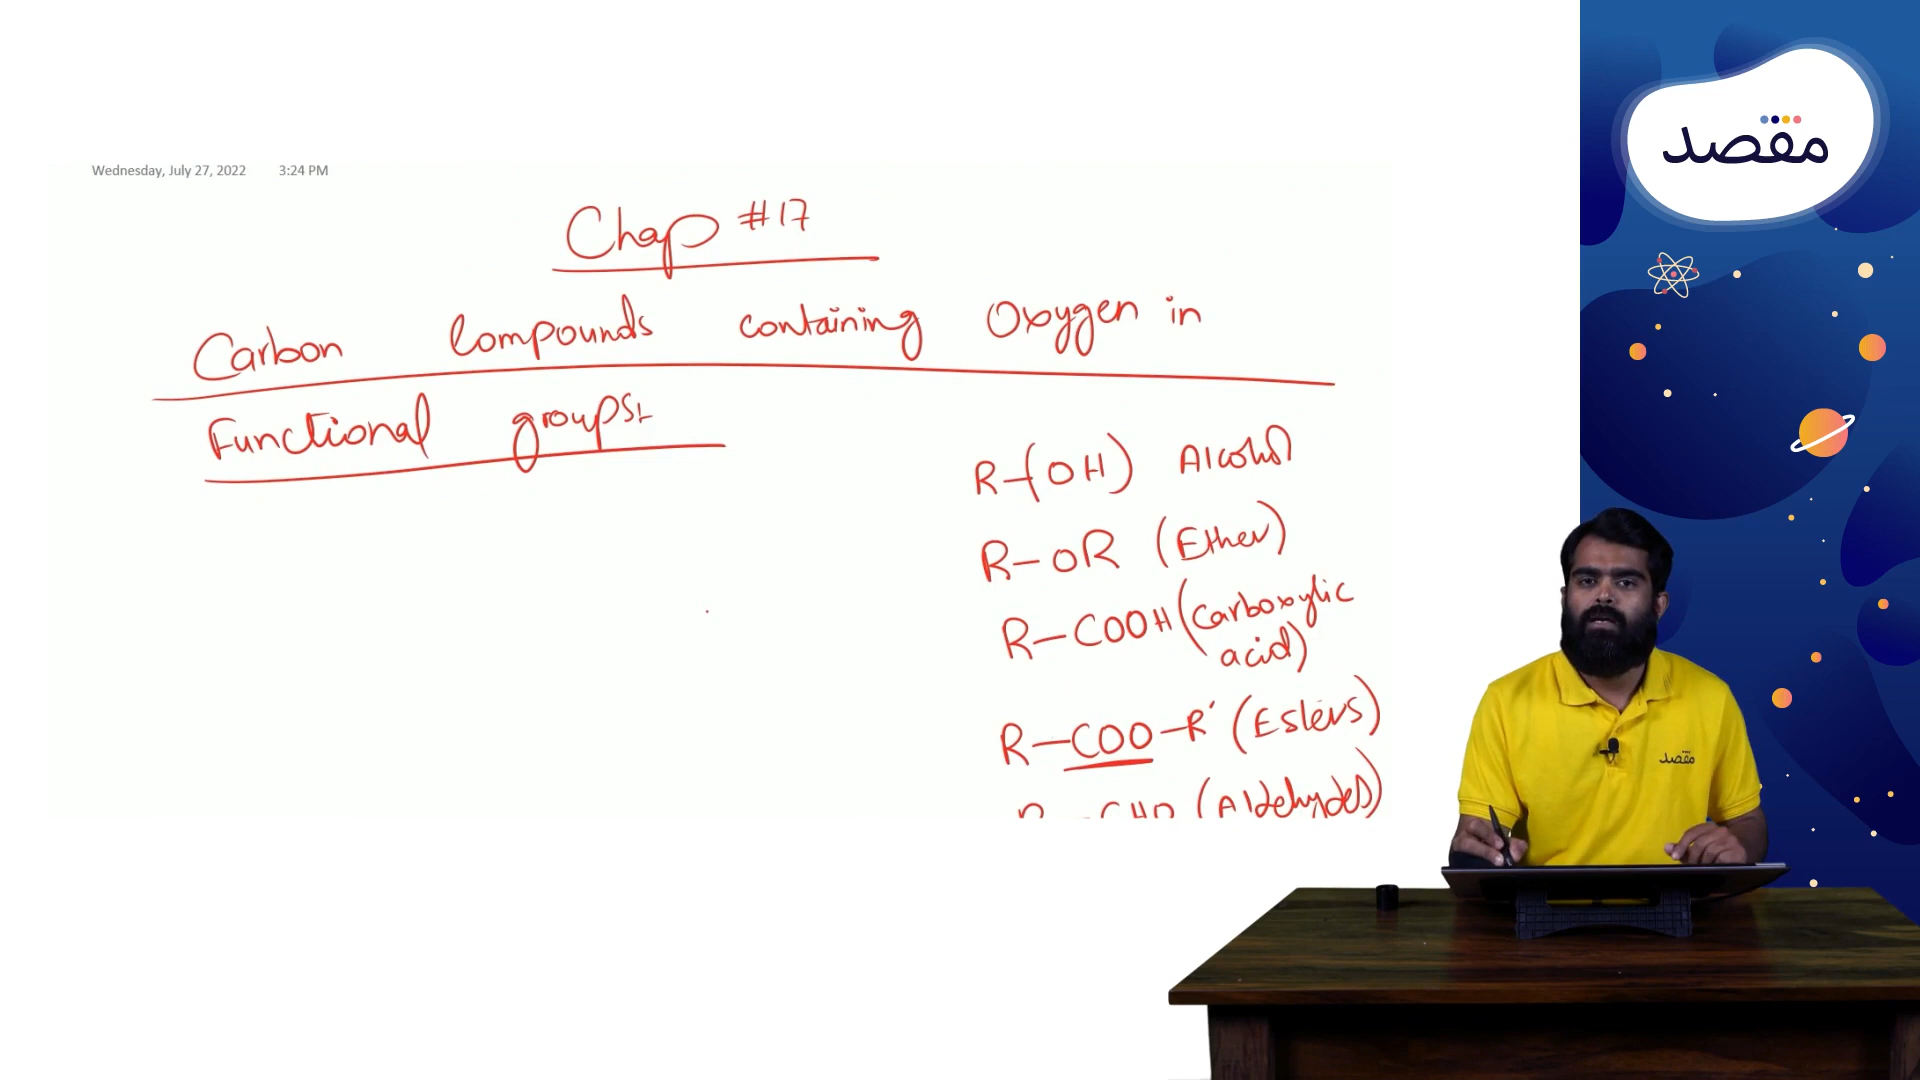 Wednesday, July 27, 2022 3:24 PM
Chap #17
Carbon Compounds containing Oxygen in
Functional groups:
R-(OH) Alcohol
R-OR (Ether)
R-COOH (Carboxylic
acid)
R-COO-R' (Esters)
R-CHO (Aldehydes)
مقصد
مقصد